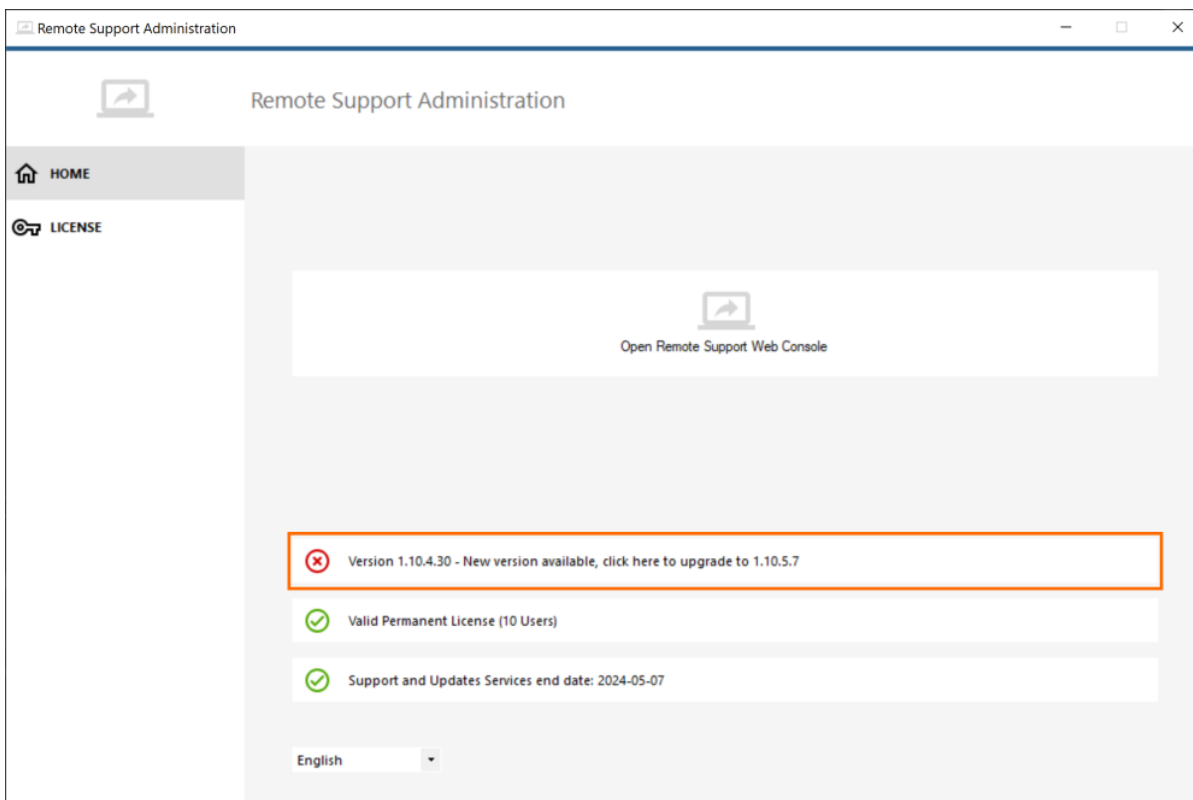 Remote Support Administration
Remote Support Administration
HOME
LICENSE
Open Remote Support Web Console
Version 1.10.4.30 - New version available, click here to upgrade to 1.10.5.7
Valid Permanent License (10 Users)
Support and Updates Services end date: 2024-05-07
English